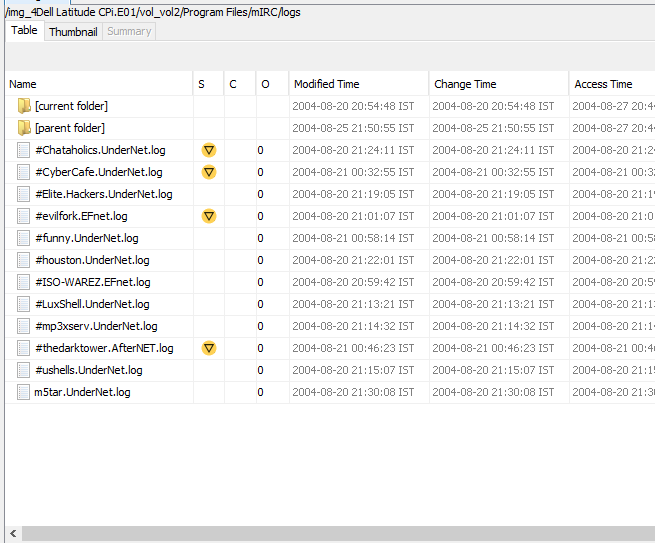 /img_4Dell Latitude CPi.E01/vol_vol2/Program Files/mIRC/logs
Table Thumbnail Summary
Name S C O Modified Time Change Time Access Time
[current folder] 2004-08-20 20:54:48 IST 2004-08-20 20:54:48 IST 2004-08-27 20:4
[parent folder] 2004-08-25 21:50:55 IST 2004-08-25 21:50:55 IST 2004-08-27 20:4
#Chataholics.UnderNet.log 0 2004-08-20 21:24:11 IST 2004-08-20 21:24:11 IST 2004-08-20 21:2
#CyberCafe.UnderNet.log 0 2004-08-21 00:32:55 IST 2004-08-21 00:32:55 IST 2004-08-21 00:3
#Elite.Hackers.UnderNet.log 0 2004-08-20 21:19:05 IST 2004-08-20 21:19:05 IST 2004-08-20 21:1
#evilfork.EFnet.log 0 2004-08-20 21:01:07 IST 2004-08-20 21:01:07 IST 2004-08-20 21:0
#funny.UnderNet.log 0 2004-08-21 00:58:14 IST 2004-08-21 00:58:14 IST 2004-08-21 00:5
#houston.UnderNet.log 0 2004-08-20 21:22:01 IST 2004-08-20 21:22:01 IST 2004-08-20 21:2
#ISO-WAREZ.EFnet.log 0 2004-08-20 20:59:42 IST 2004-08-20 20:59:42 IST 2004-08-20 20:5
#LuxShell.UnderNet.log 0 2004-08-20 21:13:21 IST 2004-08-20 21:13:21 IST 2004-08-20 21:1
#mp3xserv.UnderNet.log 0 2004-08-20 21:14:32 IST 2004-08-20 21:14:32 IST 2004-08-20 21:1
#thedarktower.AfterNET.log 0 2004-08-21 00:46:23 IST 2004-08-21 00:46:23 IST 2004-08-21 00:4
#ushells.UnderNet.log 0 2004-08-20 21:15:07 IST 2004-08-20 21:15:07 IST 2004-08-20 21:1
m5tar.UnderNet.log 0 2004-08-20 21:30:08 IST 2004-08-20 21:30:08 IST 2004-08-20 21:3